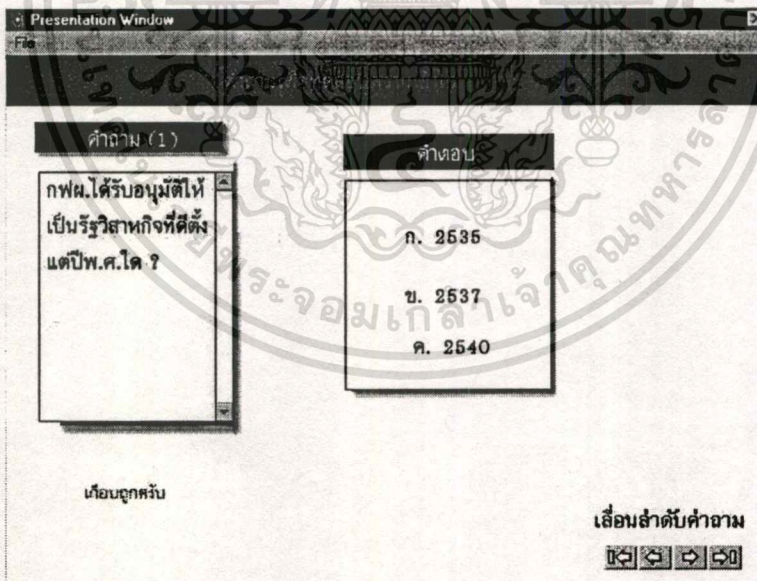 Presentation Window
File
คำถาม (1)
คำตอบ
กฟผ.ได้รับอนุมัติให้
เป็นรัฐวิสาหกิจที่ดีตั้ง
แต่ปีพ.ศ.ใด ?
ก. 2535
ข. 2537
ค. 2540
เกือบถูกครับ
เลื่อนลำดับคำถาม